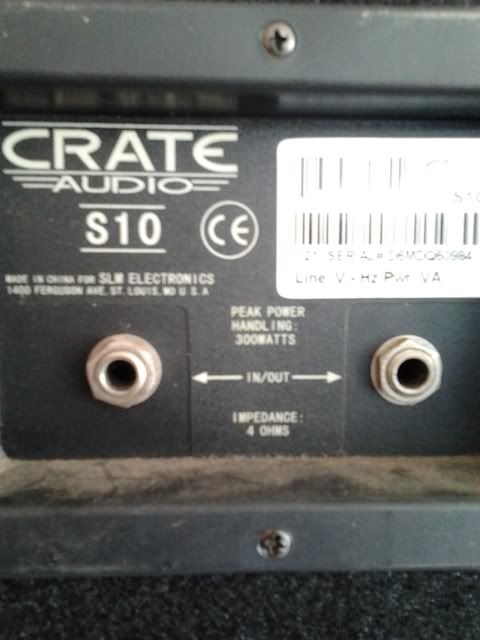 CRATE
AUDIO
S10
CE
MADE IN CHINA FOR SLM ELECTRONICS
1400 FERGUSON AVE. ST. LOUIS, MO U S A
SERIAL#
Line V - Hz Pwr VA
PEAK POWER
HANDLING:
300WATTS
IN/OUT
IMPEDANCE:
4 OHMS